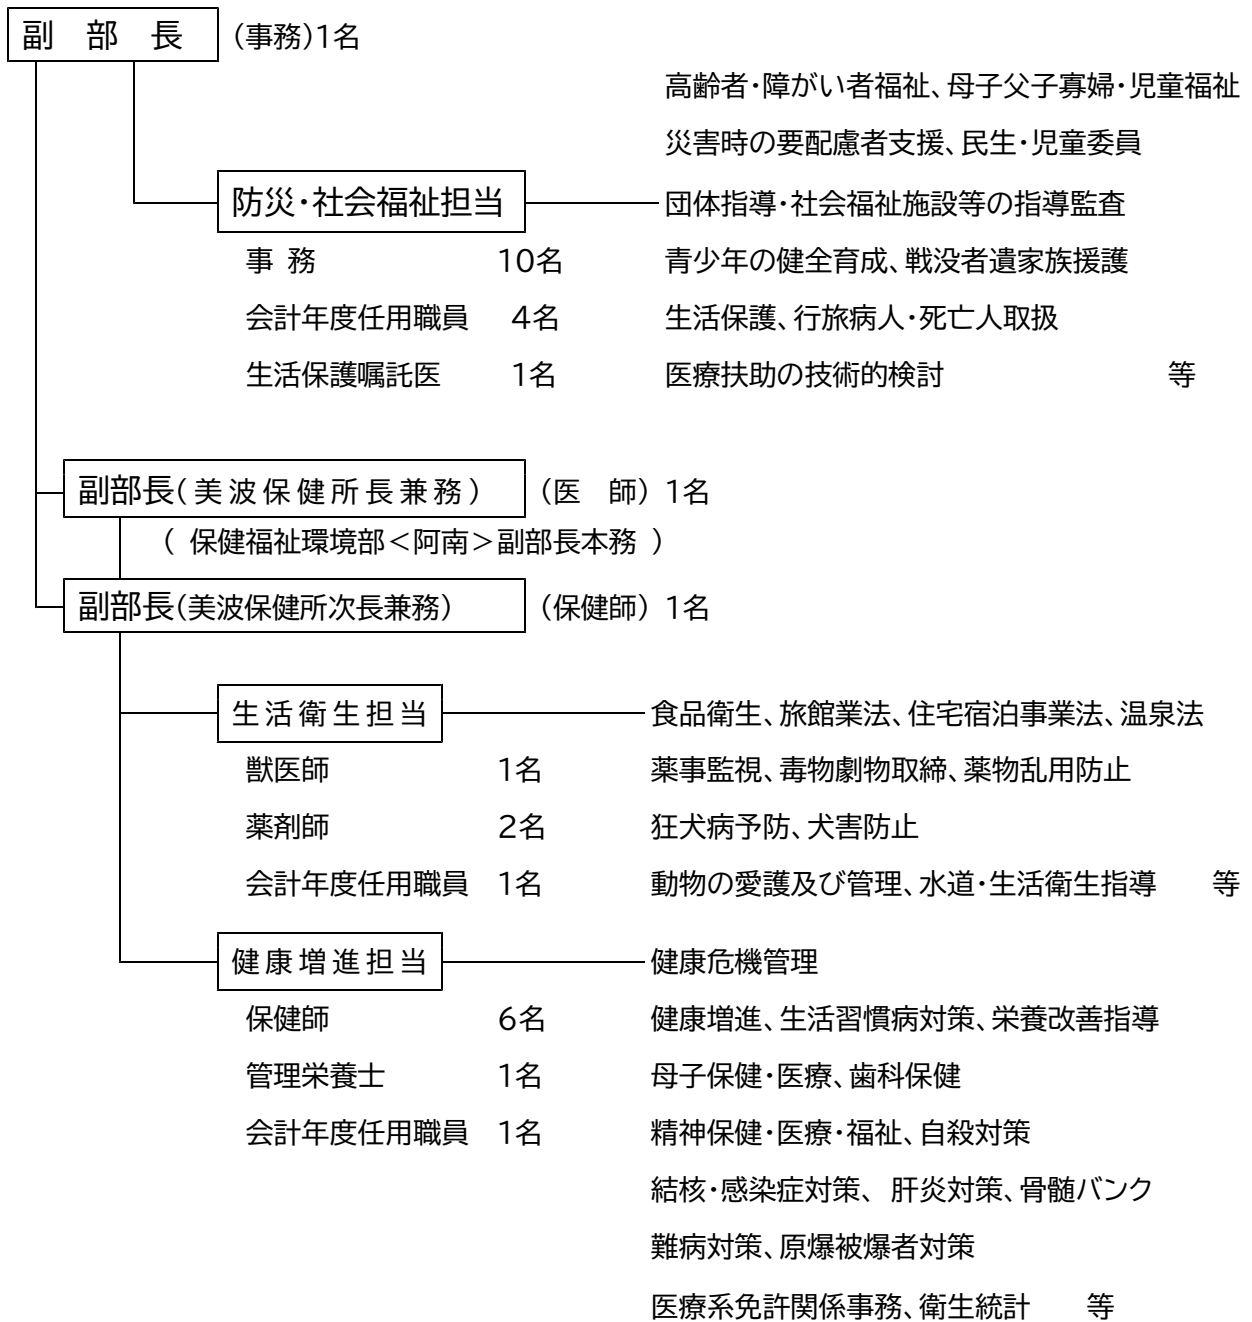 副　部　長　(事務)1名
高齢者・障がい者福祉、母子父子寡婦・児童福祉
災害時の要配慮者支援、民生・児童委員
防災・社会福祉担当　団体指導・社会福祉施設等の指導監査
事 務　10名　青少年の健全育成、戦没者遺家族援護
会計年度任用職員　4名　生活保護、行旅病人・死亡人取扱
生活保護嘱託医　1名　医療扶助の技術的検討　等
副部長(美波保健所長兼務)　(医　師) 1名
( 保健福祉環境部<阿南>副部長本務 )
副部長(美波保健所次長兼務)　(保健師) 1名
生活衛生担当　食品衛生、旅館業法、住宅宿泊事業法、温泉法
獣医師　1名　薬事監視、毒物劇物取締、薬物乱用防止
薬剤師　2名　狂犬病予防、犬害防止
会計年度任用職員　1名　動物の愛護及び管理、水道・生活衛生指導　等
健康増進担当　健康危機管理
保健師　6名　健康増進、生活習慣病対策、栄養改善指導
管理栄養士　1名　母子保健・医療、歯科保健
会計年度任用職員　1名　精神保健・医療・福祉、自殺対策
結核・感染症対策、肝炎対策、骨髄バンク
難病対策、原爆被爆者対策
医療系免許関係事務、衛生統計　等